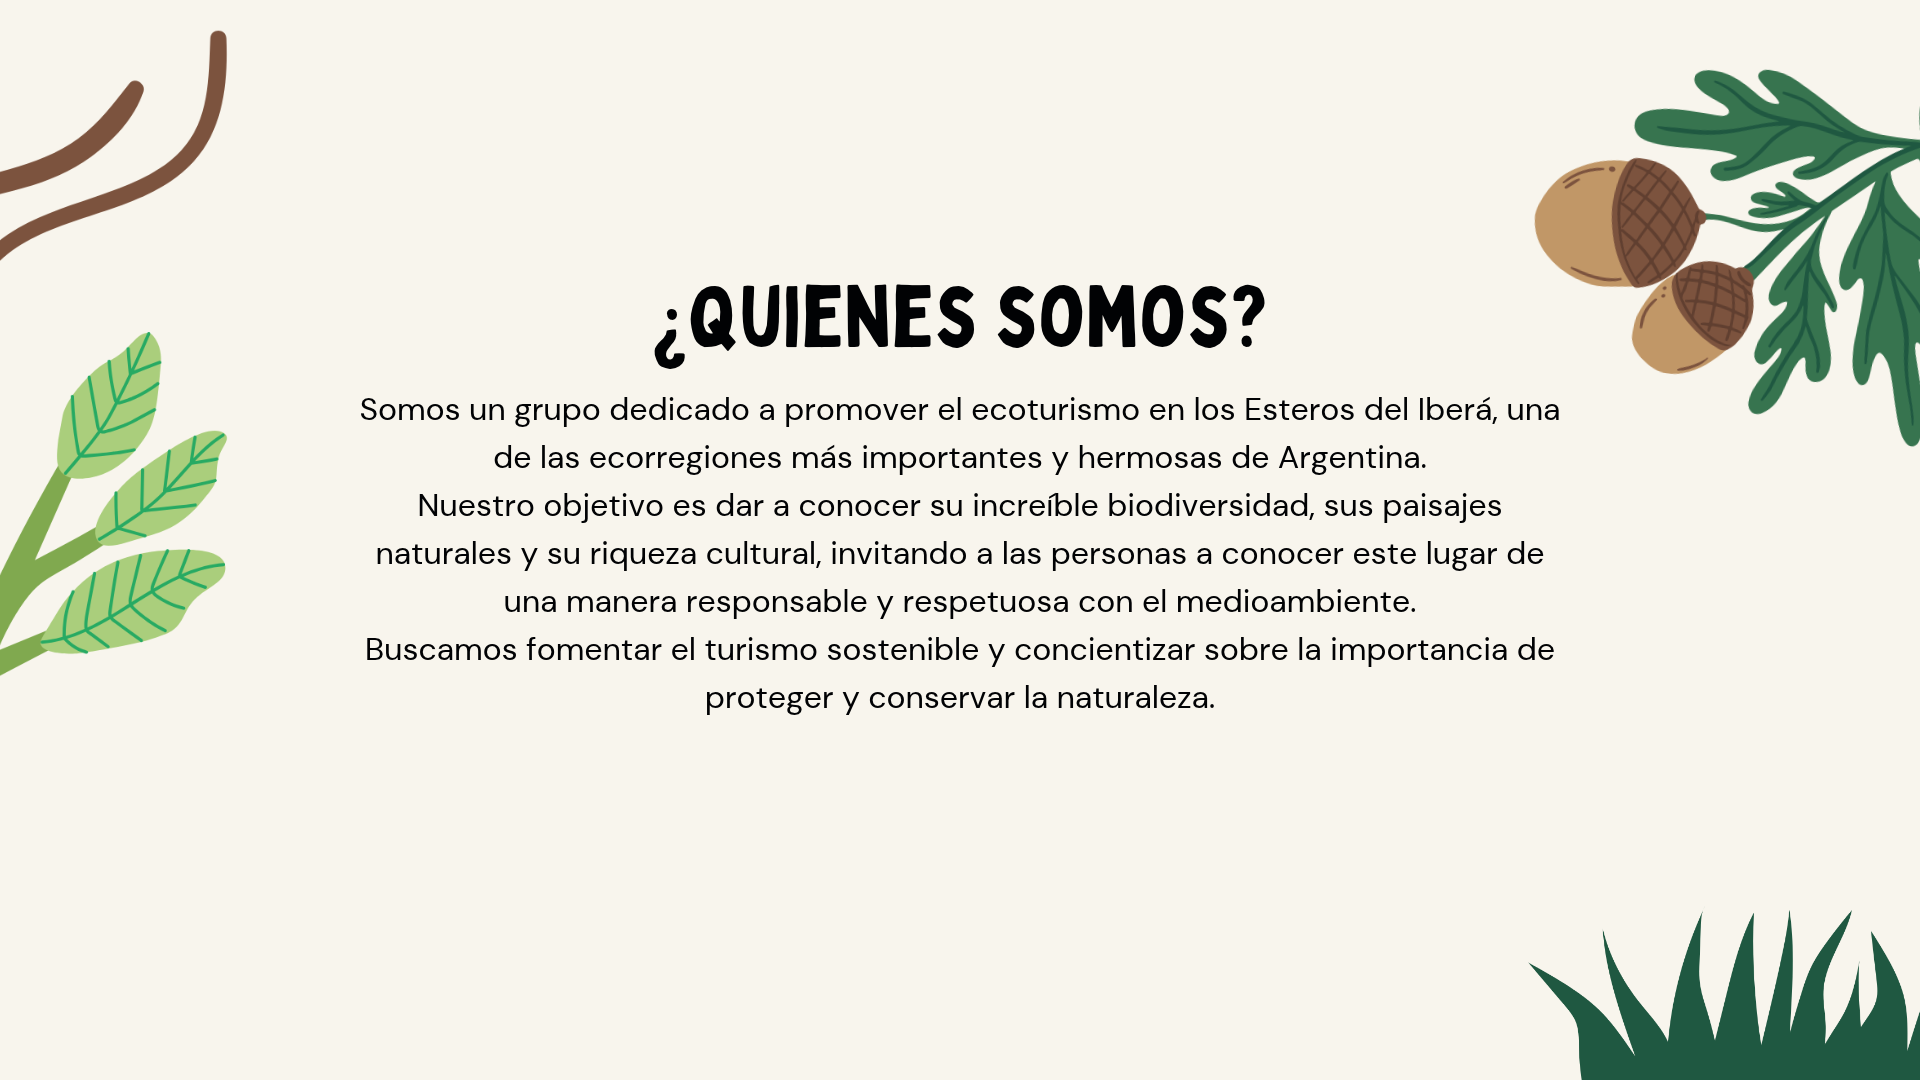 ¿QUIENES SOMOS?
Somos un grupo dedicado a promover el ecoturismo en los Esteros del Iberá, una
de las ecorregiones más importantes y hermosas de Argentina.
Nuestro objetivo es dar a conocer su increíble biodiversidad, sus paisajes
naturales y su riqueza cultural, invitando a las personas a conocer este lugar de
una manera responsable y respetuosa con el medioambiente.
Buscamos fomentar el turismo sostenible y concientizar sobre la importancia de
proteger y conservar la naturaleza.